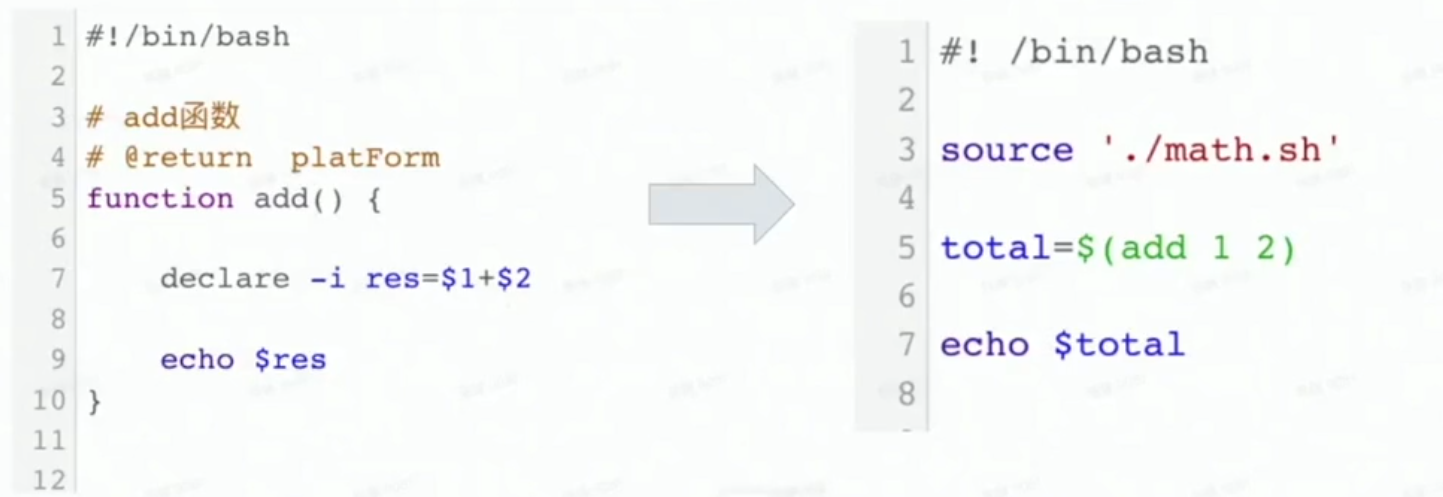 1 #!/bin/bash
2
3 # add函数
4 # @return  platForm
5 function add() {
6
7     declare -i res=$1+$2
8
9     echo $res
10 }
11
12
1 #! /bin/bash
2
3 source './math.sh'
4
5 total=$(add 1 2)
6
7 echo $total
8